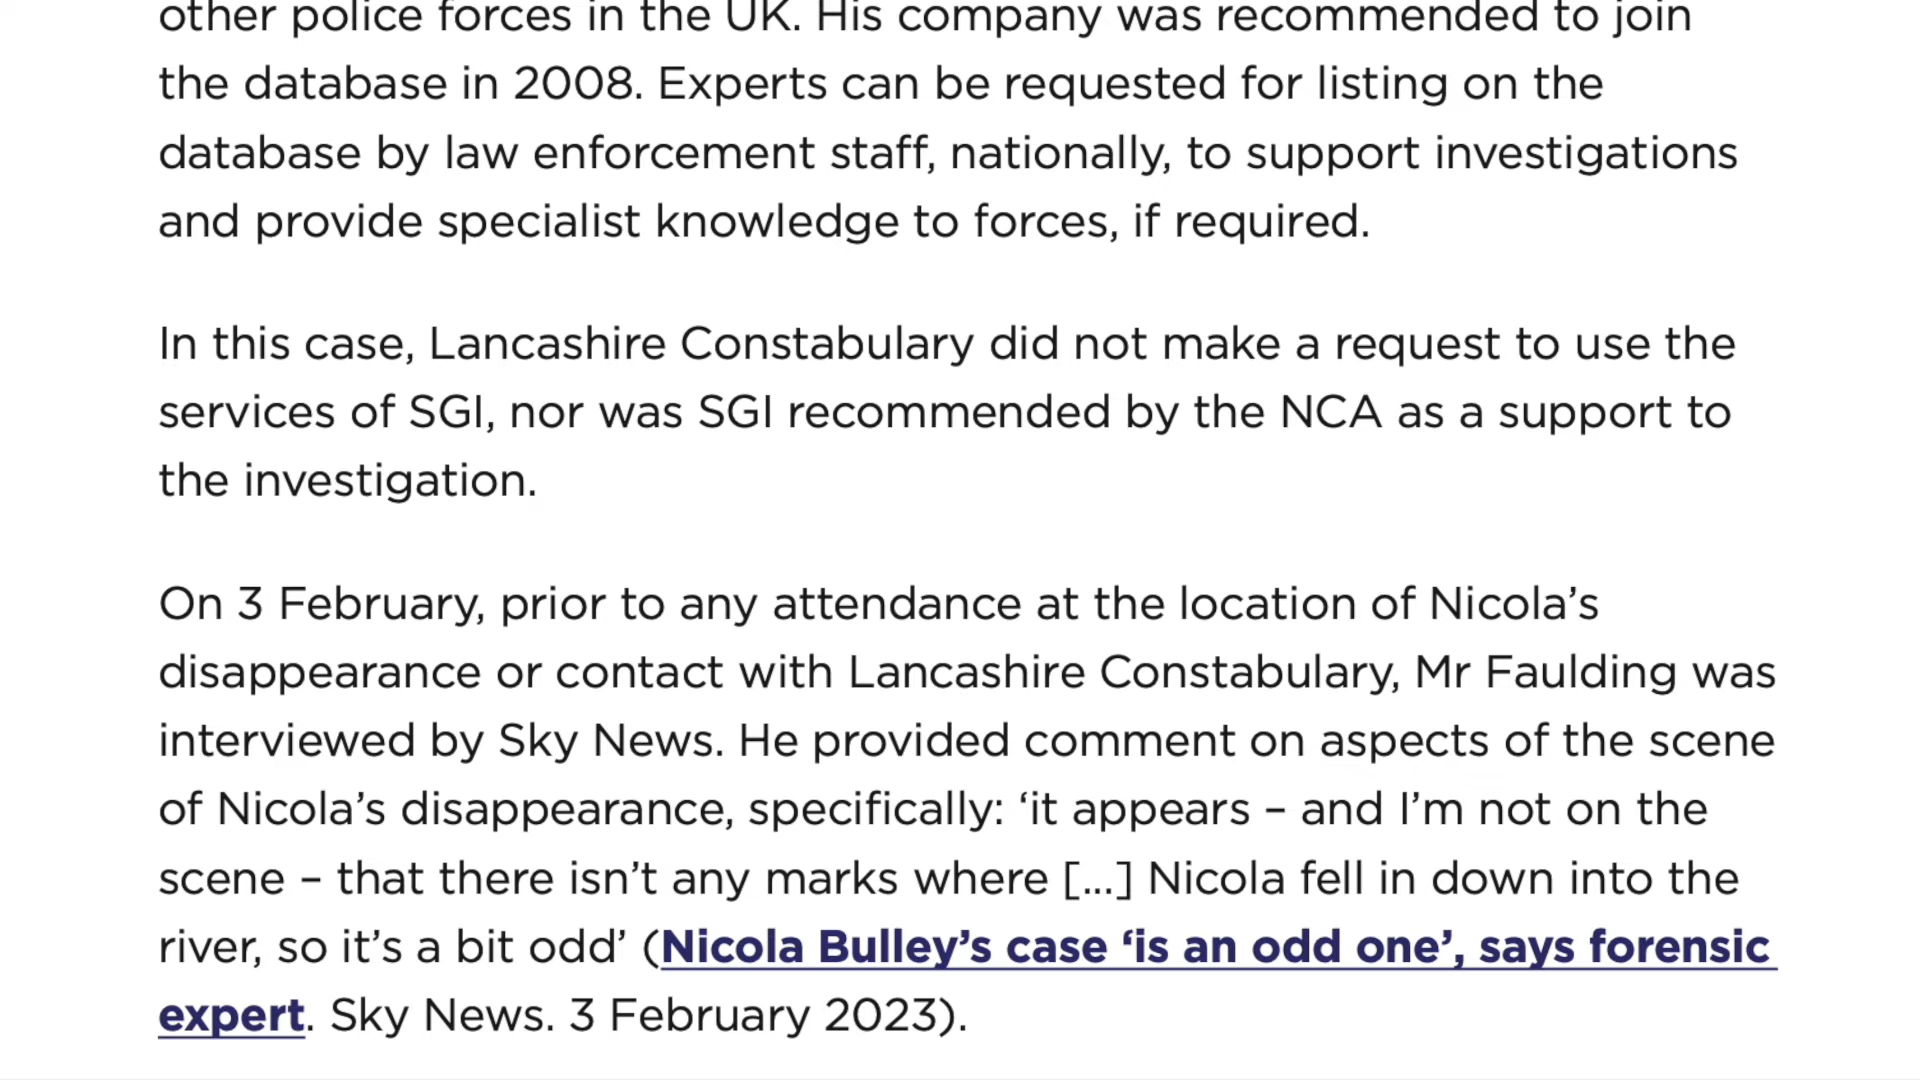 other police forces in the UK. His company was recommended to join
the database in 2008. Experts can be requested for listing on the
database by law enforcement staff, nationally, to support investigations
and provide specialist knowledge to forces, if required.
In this case, Lancashire Constabulary did not make a request to use the
services of SGI, nor was SGI recommended by the NCA as a support to
the investigation.
On 3 February, prior to any attendance at the location of Nicola’s
disappearance or contact with Lancashire Constabulary, Mr Faulding was
interviewed by Sky News. He provided comment on aspects of the scene
of Nicola’s disappearance, specifically: ‘it appears – and I’m not on the
scene – that there isn’t any marks where [...] Nicola fell in down into the
river, so it’s a bit odd’ (Nicola Bulley’s case ‘is an odd one’, says forensic
expert. Sky News. 3 February 2023).